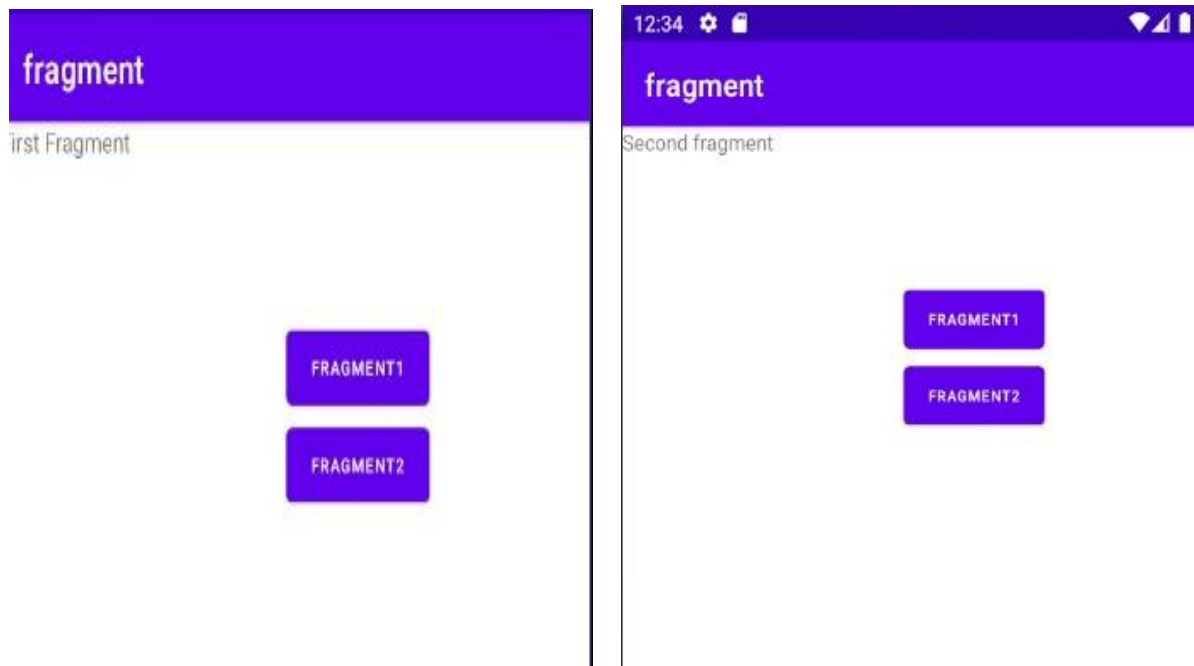 fragment
irst Fragment
FRAGMENT1
FRAGMENT2
12:34
fragment
Second fragment
FRAGMENT1
FRAGMENT2